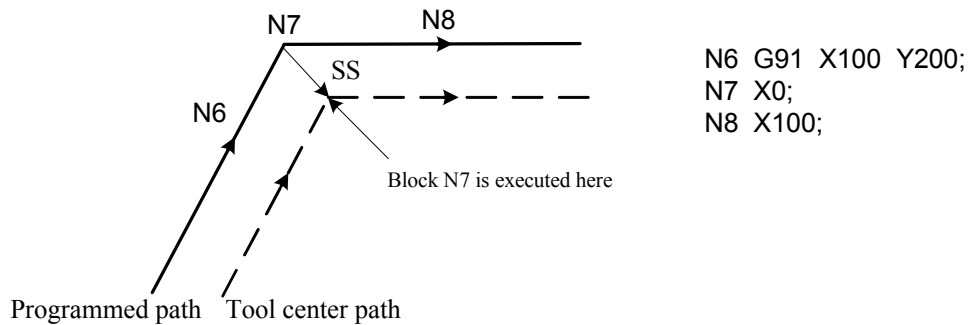 N7
N8
SS
N6
Block N7 is executed here
Programmed path
Tool center path
N6 G91 X100 Y200;
N7 X0;
N8 X100;